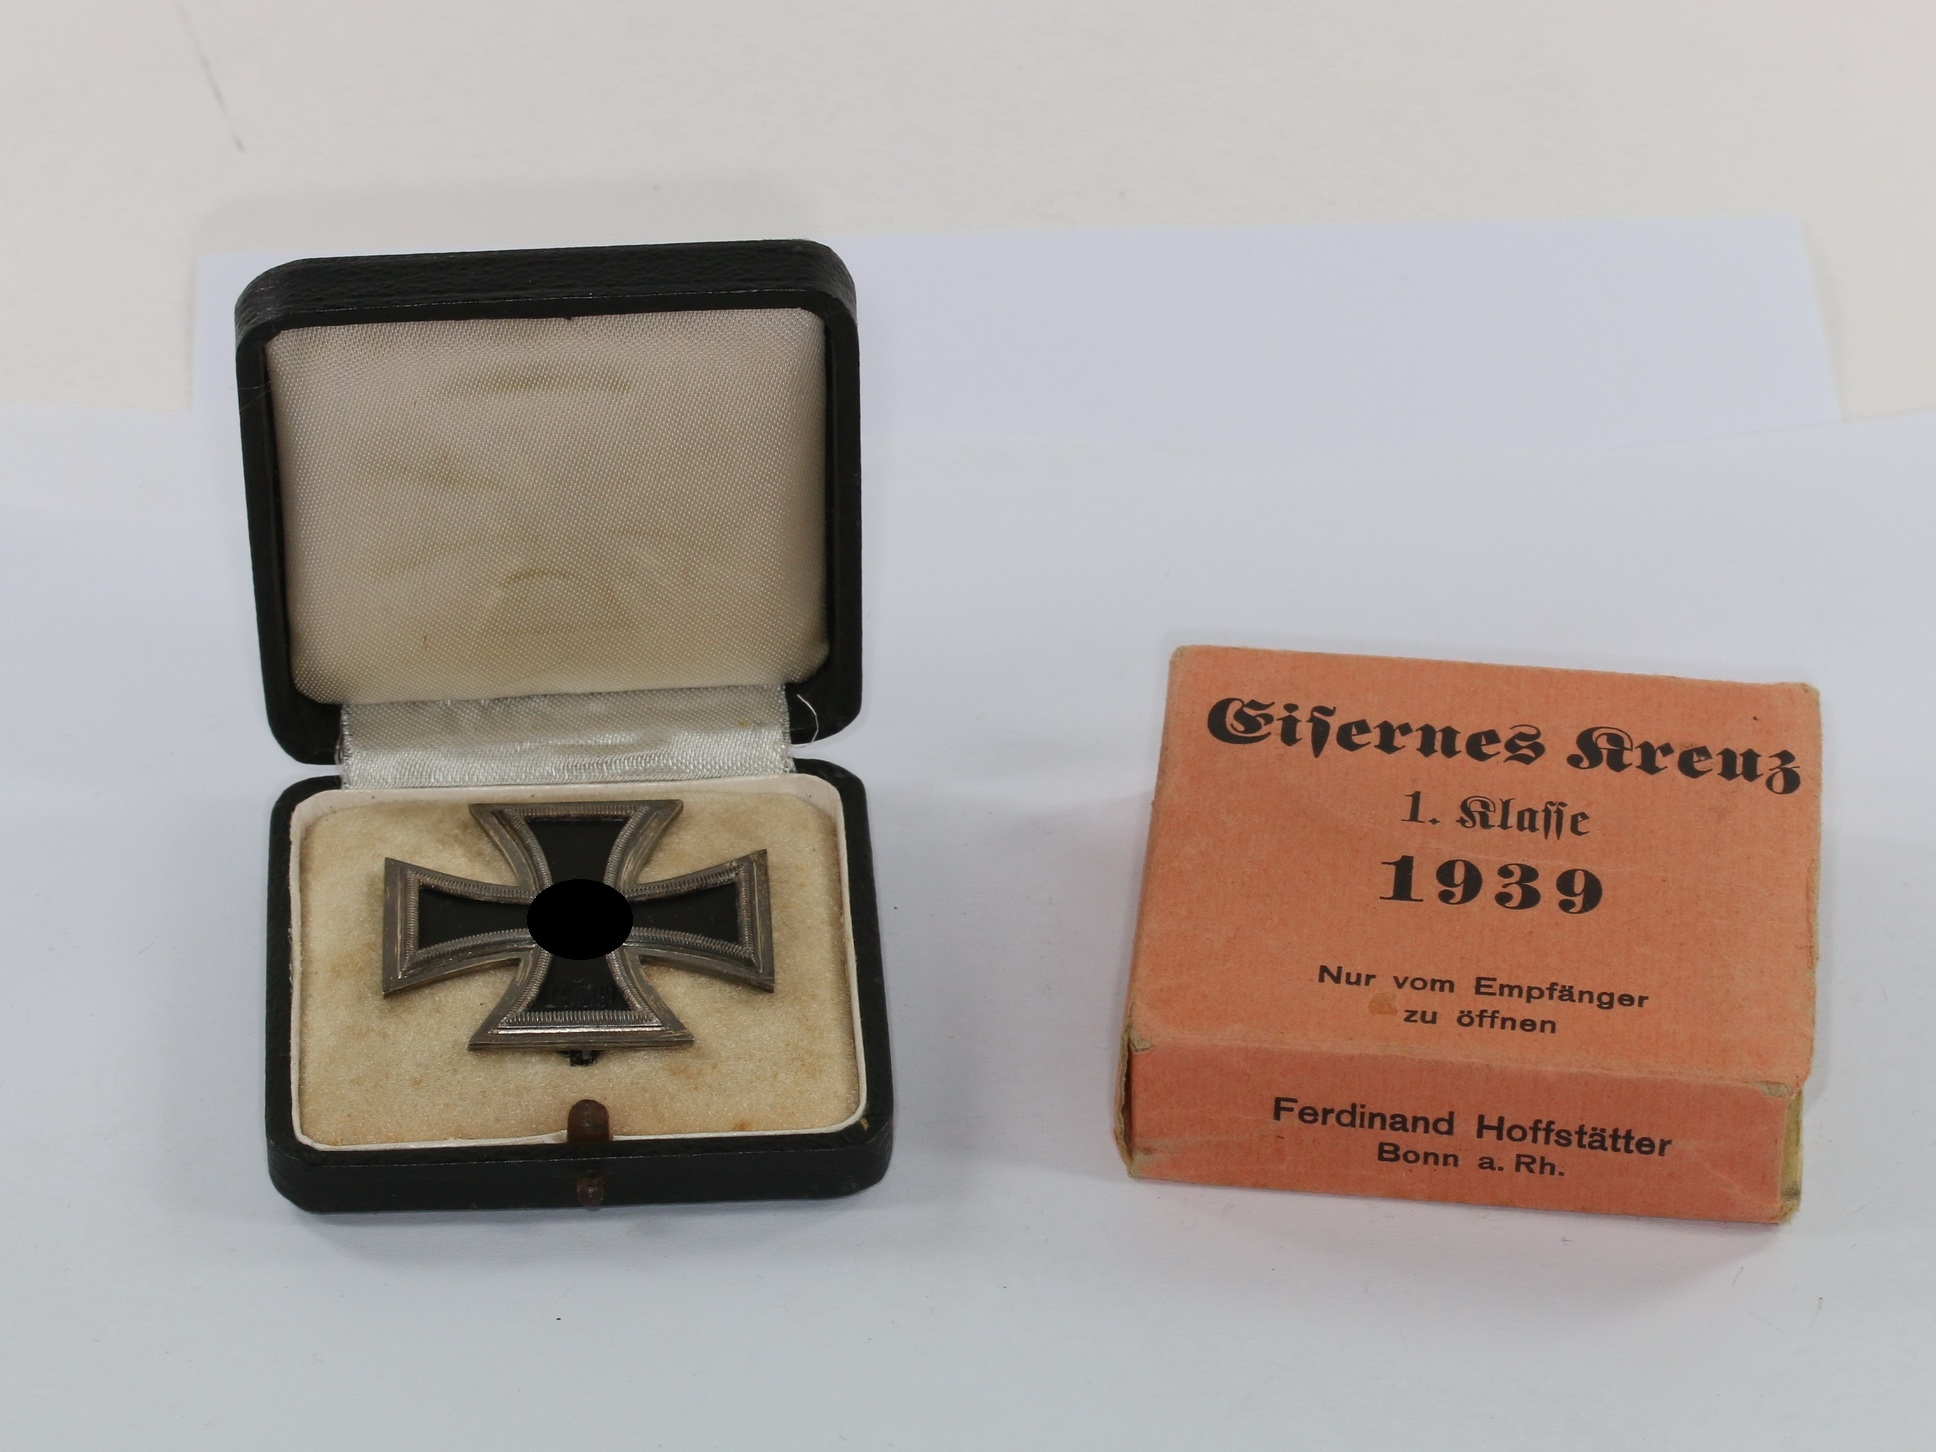 Eisernes Kreuz
1. Klasse
1939
Nur vom Empfänger
zu öffnen
Ferdinand Hoffstätter
Bonn a. Rh.